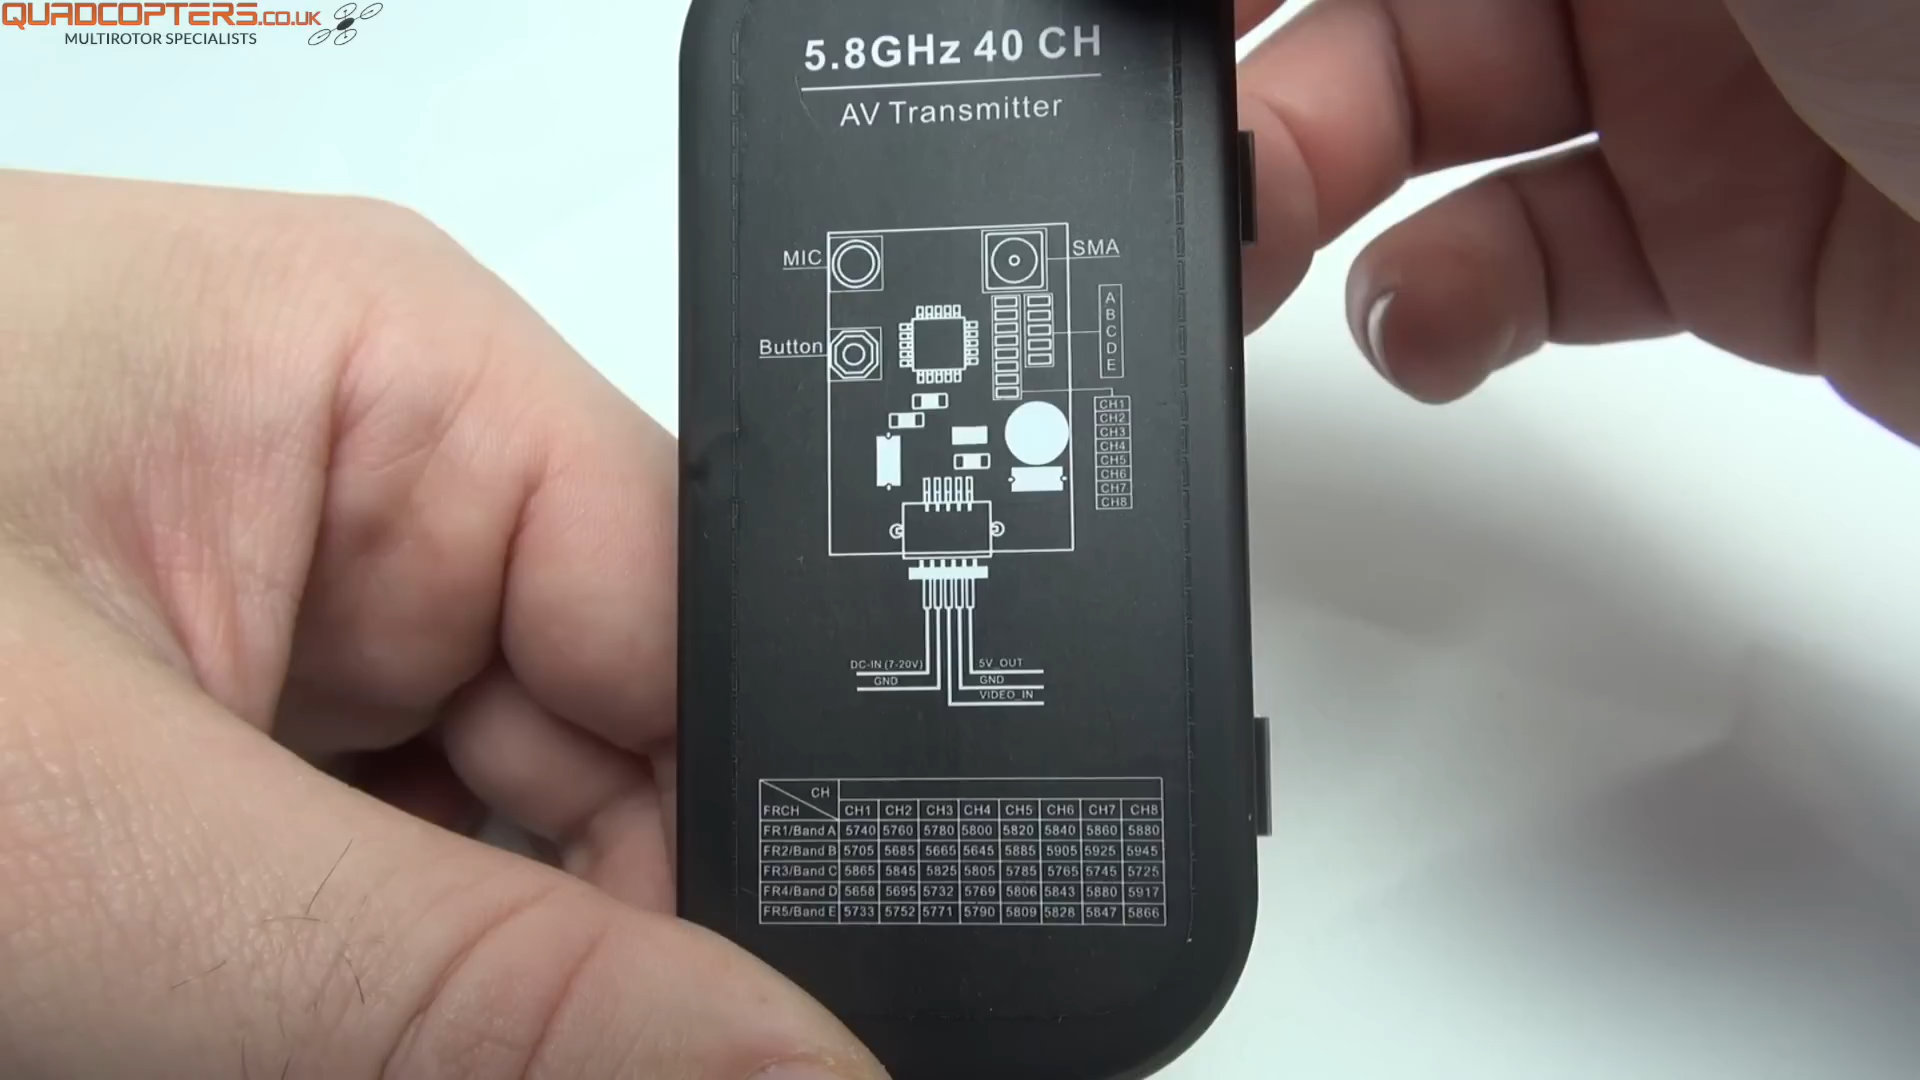 QUADCOPTERS.CO.UK
MULTIROTOR SPECIALISTS
5.8GHz 40 CH
AV Transmitter
MIC
SMA
A
B
C
D
E
Button
CH1
CH2
CH3
CH4
CH5
CH6
CH7
CH8
DC-IN (7-20V)
GND
5V_OUT
GND
VIDEO_IN
CH
FRCH CH1 CH2 CH3 CH4 CH5 CH6 CH7 CH8
FR1/Band A 5740 5760 5780 5800 5820 5840 5860 5880
FR2/Band B 5705 5685 5665 5645 5885 5905 5925 5945
FR3/Band C 5865 5845 5825 5805 5785 5765 5745 5725
FR4/Band D 5658 5695 5732 5769 5806 5843 5880 5917
FR5/Band E 5733 5752 5771 5790 5809 5828 5847 5866